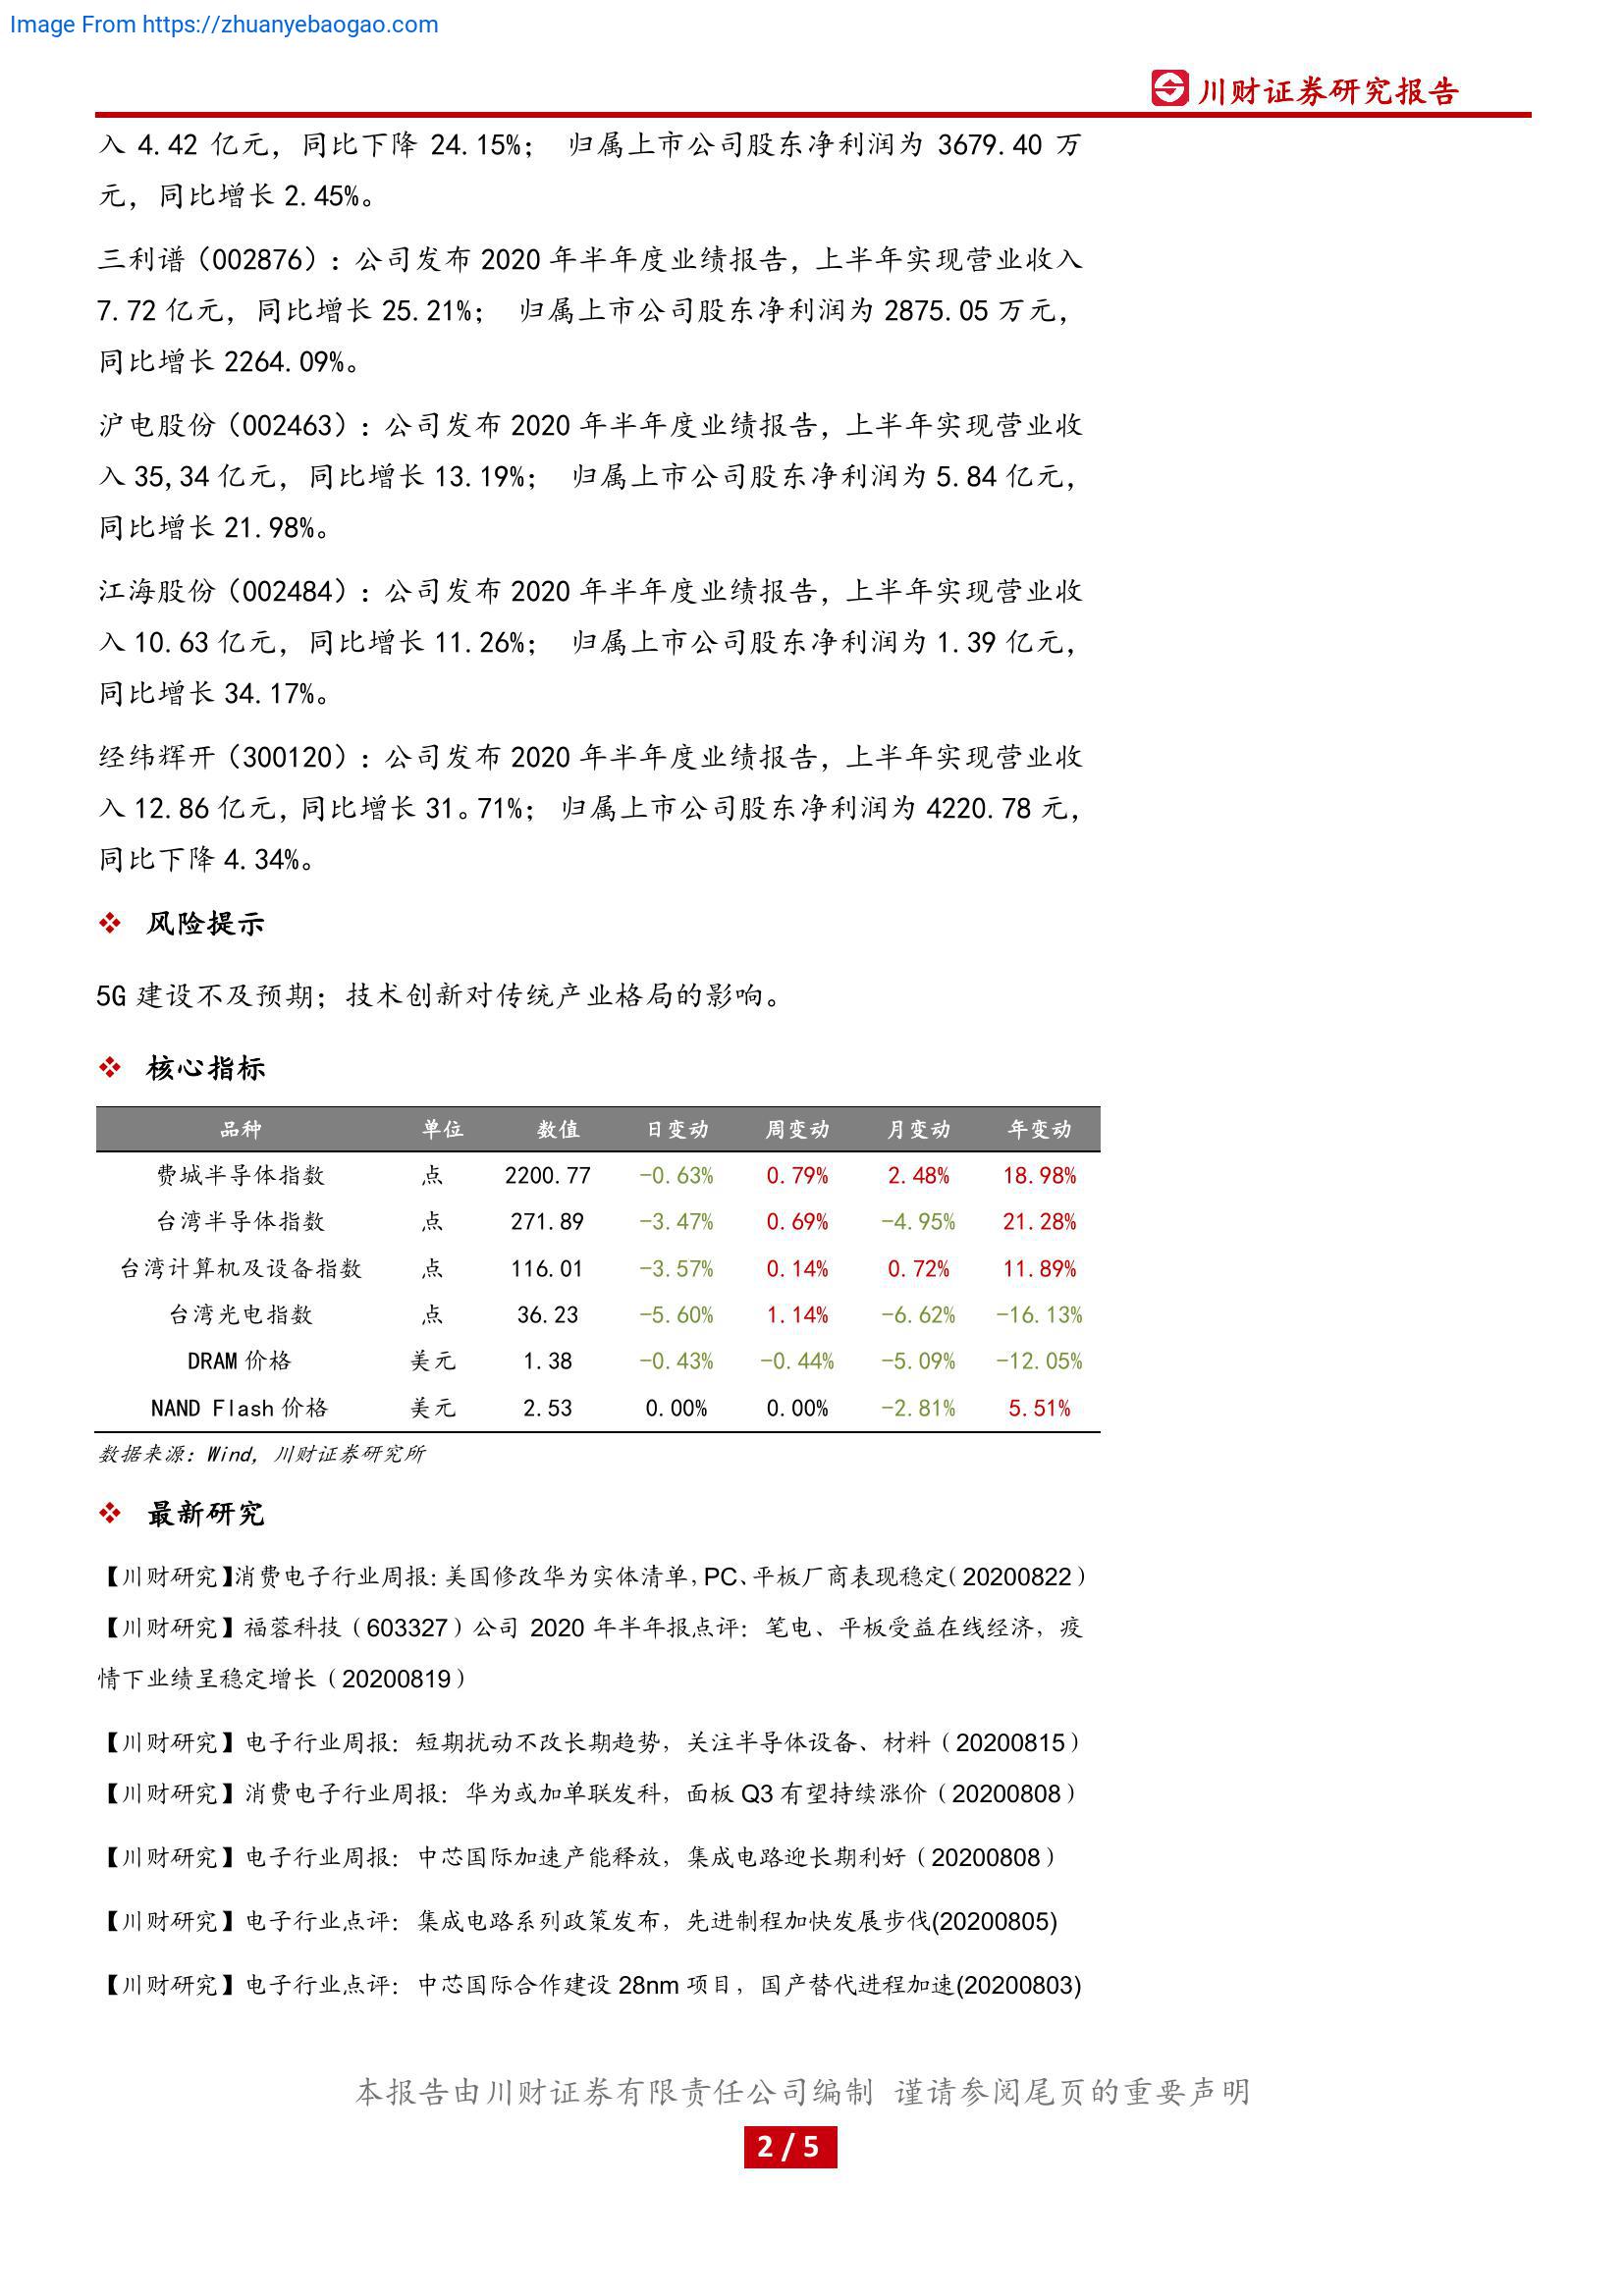 Image From https://zhuanyebaogao.com
川财证券研究报告
入 4.42 亿元，同比下降 24.15%； 归属上市公司股东净利润为 3679.40 万
元，同比增长 2.45%。
三利谱（002876）：公司发布 2020 年半年度业绩报告，上半年实现营业收入
7.72 亿元，同比增长 25.21%； 归属上市公司股东净利润为 2875.05 万元，
同比增长 2264.09%。
沪电股份（002463）：公司发布 2020 年半年度业绩报告，上半年实现营业收
入 35,34 亿元，同比增长 13.19%； 归属上市公司股东净利润为 5.84 亿元，
同比增长 21.98%。
江海股份（002484）：公司发布 2020 年半年度业绩报告，上半年实现营业收
入 10.63 亿元，同比增长 11.26%； 归属上市公司股东净利润为 1.39 亿元，
同比增长 34.17%。
经纬辉开（300120）：公司发布 2020 年半年度业绩报告，上半年实现营业收
入 12.86 亿元，同比增长 31。71%； 归属上市公司股东净利润为 4220.78 元，
同比下降 4.34%。
❖ 风险提示
5G 建设不及预期；技术创新对传统产业格局的影响。
❖ 核心指标
品种 单位 数值 日变动 周变动 月变动 年变动
费城半导体指数 点 2200.77 -0.63% 0.79% 2.48% 18.98%
台湾半导体指数 点 271.89 -3.47% 0.69% -4.95% 21.28%
台湾计算机及设备指数 点 116.01 -3.57% 0.14% 0.72% 11.89%
台湾光电指数 点 36.23 -5.60% 1.14% -6.62% -16.13%
DRAM 价格 美元 1.38 -0.43% -0.44% -5.09% -12.05%
NAND Flash 价格 美元 2.53 0.00% 0.00% -2.81% 5.51%
数据来源：Wind，川财证券研究所
❖ 最新研究
【川财研究】消费电子行业周报：美国修改华为实体清单，PC、平板厂商表现稳定（20200822）
【川财研究】福蓉科技（603327）公司 2020 年半年报点评：笔电、平板受益在线经济，疫
情下业绩呈稳定增长（20200819）
【川财研究】电子行业周报：短期扰动不改长期趋势，关注半导体设备、材料（20200815）
【川财研究】消费电子行业周报：华为或加单联发科，面板 Q3 有望持续涨价（20200808）
【川财研究】电子行业周报：中芯国际加速产能释放，集成电路迎长期利好（20200808）
【川财研究】电子行业点评：集成电路系列政策发布，先进制程加快发展步伐(20200805)
【川财研究】电子行业点评：中芯国际合作建设 28nm 项目，国产替代进程加速(20200803)
本报告由川财证券有限责任公司编制 谨请参阅尾页的重要声明
2 / 5